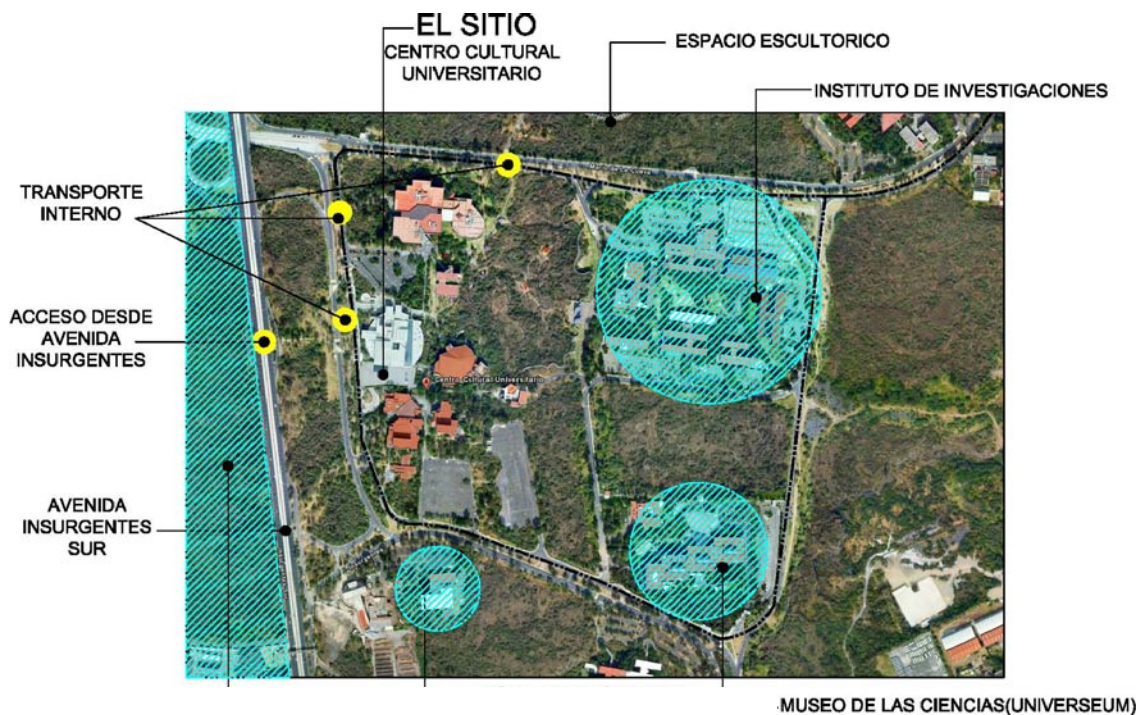 EL SITIO
CENTRO CULTURAL
UNIVERSITARIO
ESPACIO ESCULTORICO
INSTITUTO DE INVESTIGACIONES
TRANSPORTE
INTERNO
ACCESO DESDE
AVENIDA
INSURGENTES
Centro Cultural Universitario
AVENIDA
INSURGENTES
SUR
MUSEO DE LAS CIENCIAS(UNIVERSEUM)